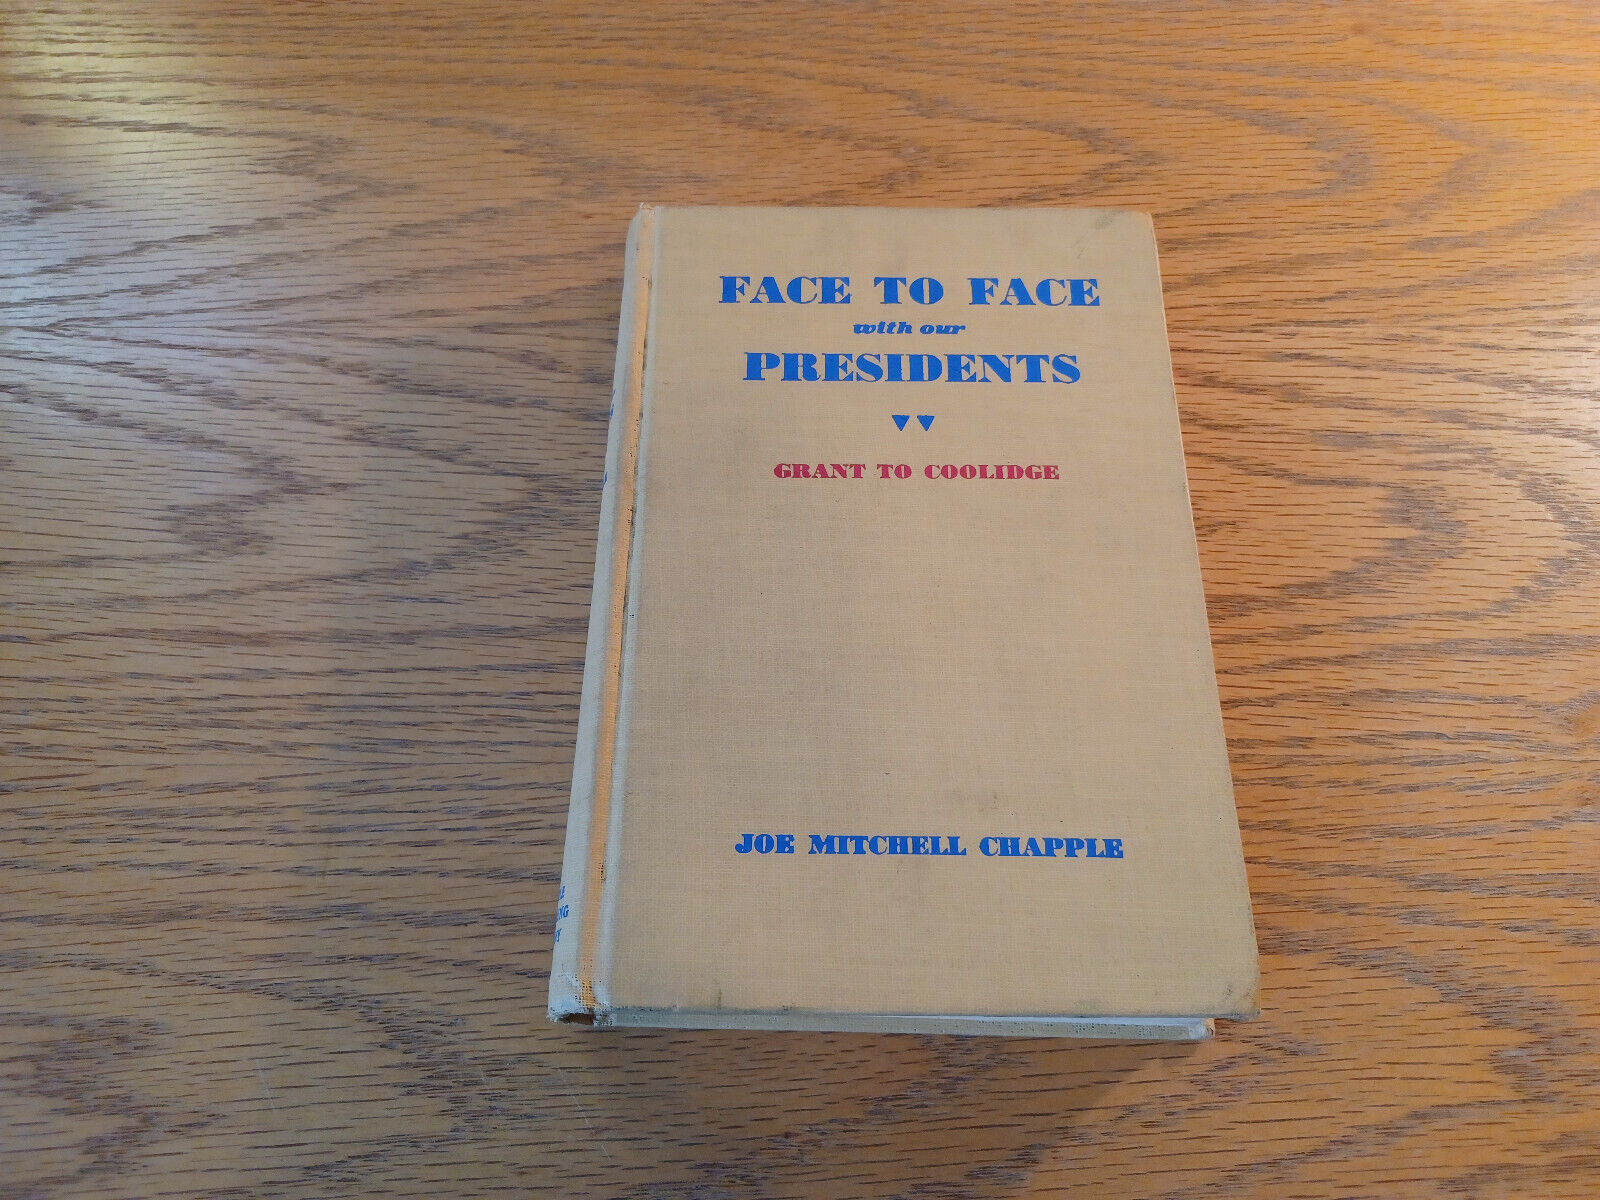 FACE TO FACE
with our
PRESIDENTS
GRANT TO COOLIDGE
JOE MITCHELL CHAPPLE